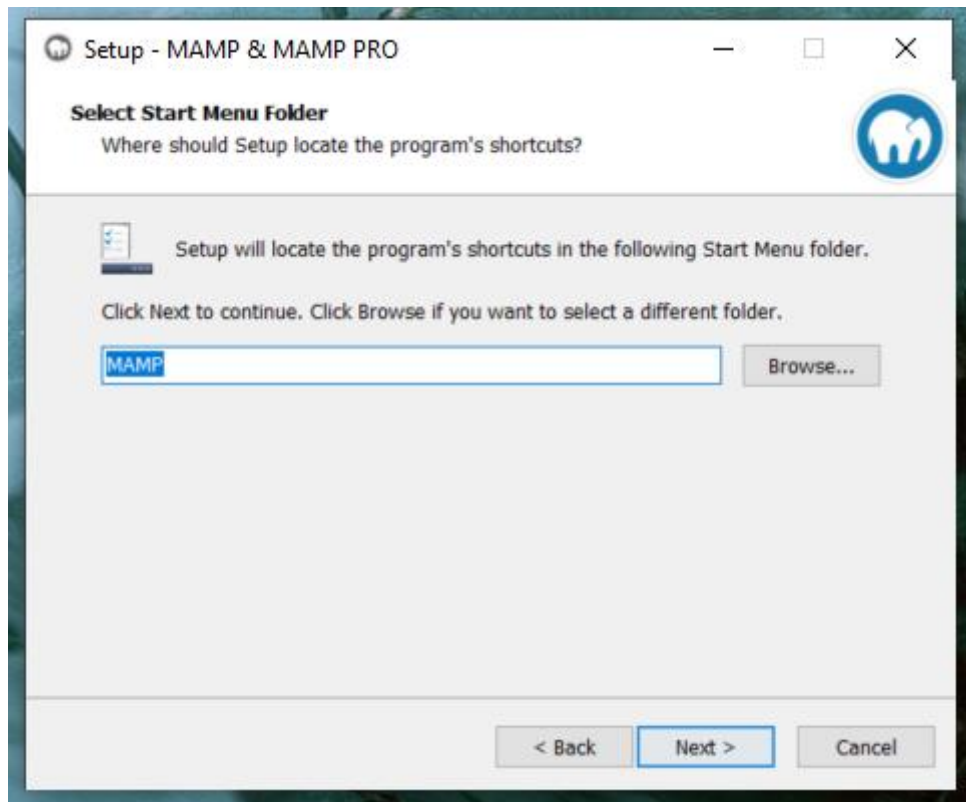 Setup - MAMP & MAMP PRO
Select Start Menu Folder
Where should Setup locate the program's shortcuts?
Setup will locate the program's shortcuts in the following Start Menu folder.
Click Next to continue. Click Browse if you want to select a different folder.
MAMP
Browse...
< Back
Next >
Cancel